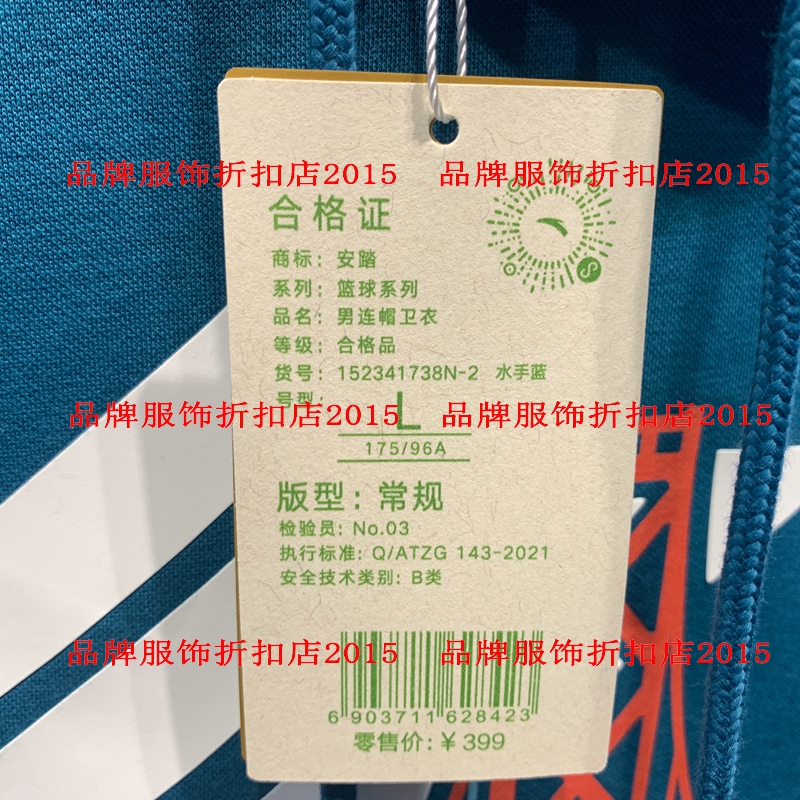 品牌服饰折扣店2015 品牌服饰折扣店2015
合格证
商标：安踏
系列：篮球系列
品名：男连帽卫衣
等级：合格品
货号：152341738N-2 水手蓝
号型：L
品牌服饰折扣店2015 品牌服饰折扣店2015
175/96A
版型：常规
检验员：No.03
执行标准：Q/ATZG 143-2021
安全技术类别：B类
品牌服饰折扣店2015 品牌服饰折扣店2015
6 903711 628423
零售价：¥ 399